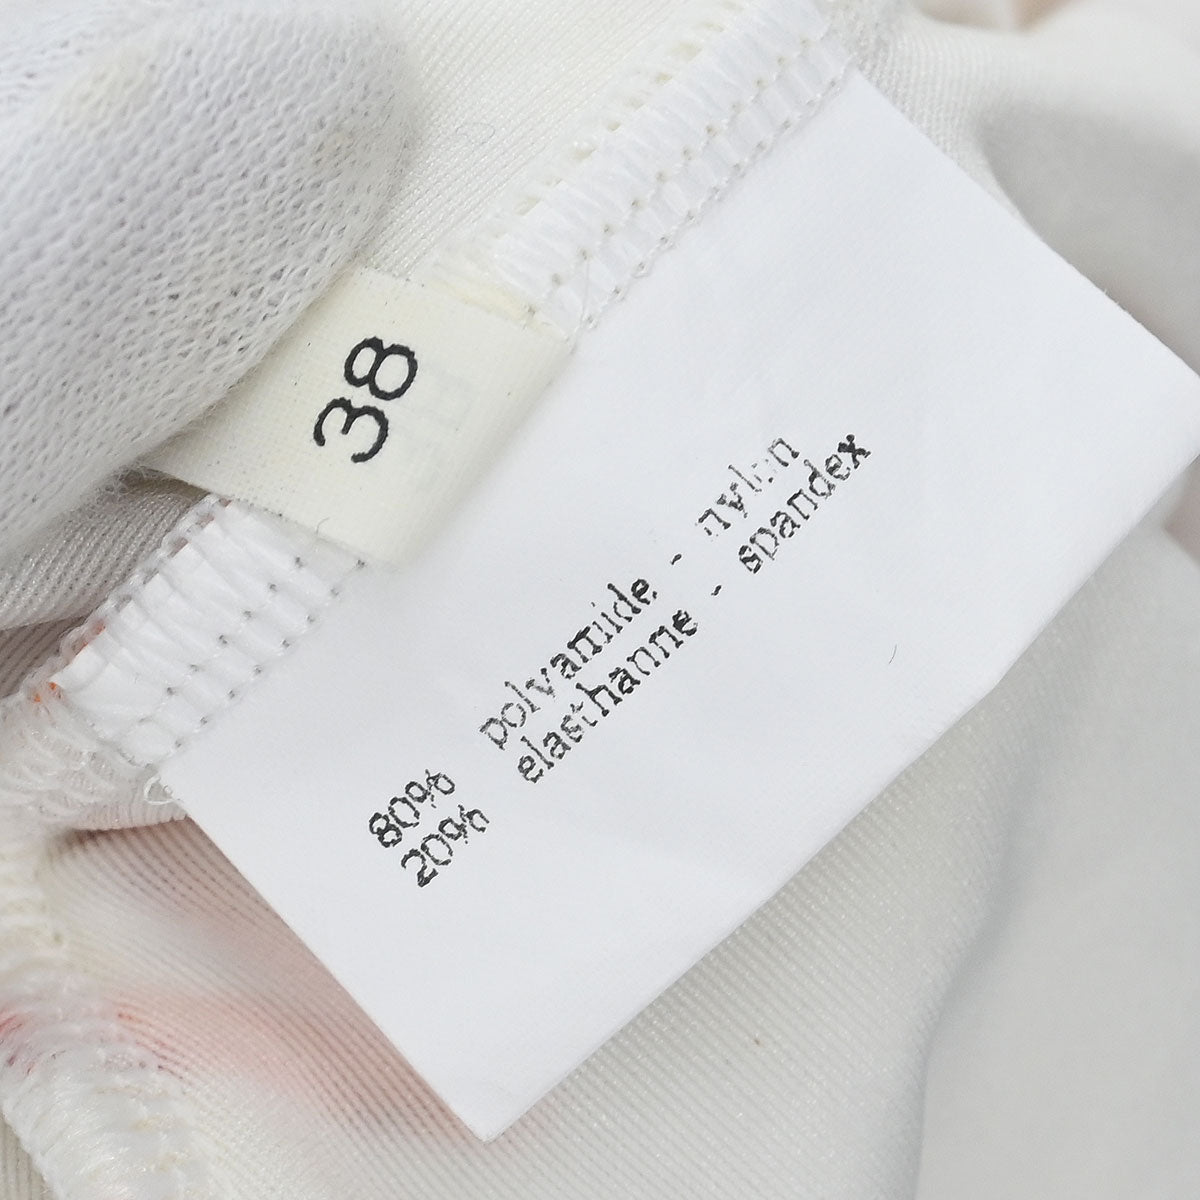 38
80% polyamide - nylon
20% elasthanne - spandex